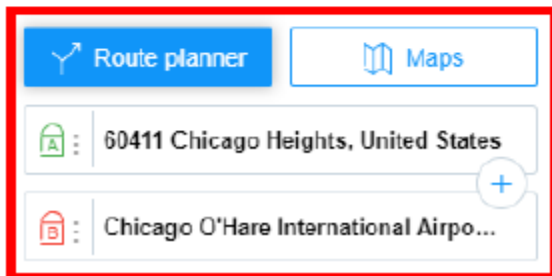 Route planner
Maps
A
60411 Chicago Heights, United States
+
B
Chicago O'Hare International Airpo...